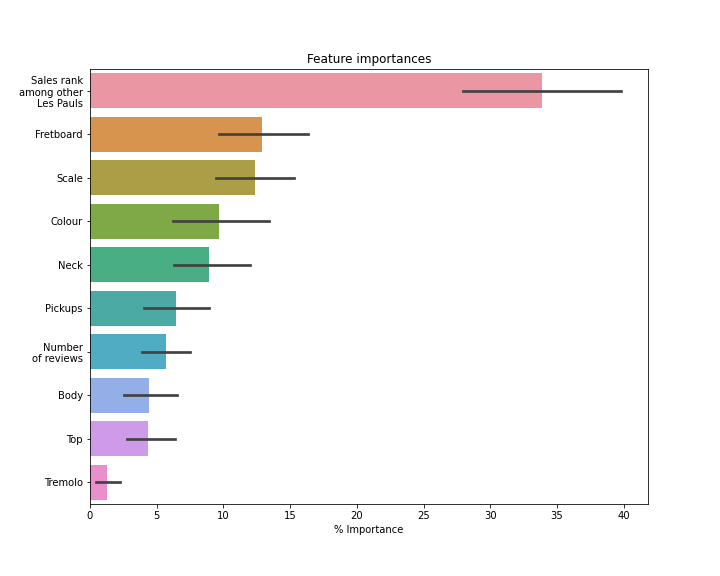 Feature importances
Sales rank
among other
Les Pauls
Fretboard
Scale
Colour
Neck
Pickups
Number
of reviews
Body
Top
Tremolo
0 5 10 15 20 25 30 35 40
% Importance